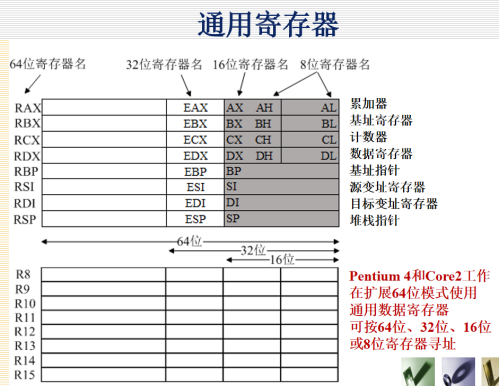 通用寄存器
64位寄存器名 32位寄存器名 16位寄存器名 8位寄存器名
RAX EAX AX AH AL 累加器
RBX EBX BX BH BL 基址寄存器
RCX ECX CX CH CL 计数器
RDX EDX DX DH DL 数据寄存器
RBP EBP BP 基址指针
RSI ESI SI 源变址寄存器
RDI EDI DI 目标变址寄存器
RSP ESP SP 堆栈指针
64位
32位
16位
R8
R9
R10
R11
R12
R13
R14
R15
Pentium 4和Core2工作
在扩展64位模式使用
通用数据寄存器
可按64位、32位、16位
或8位寄存器寻址